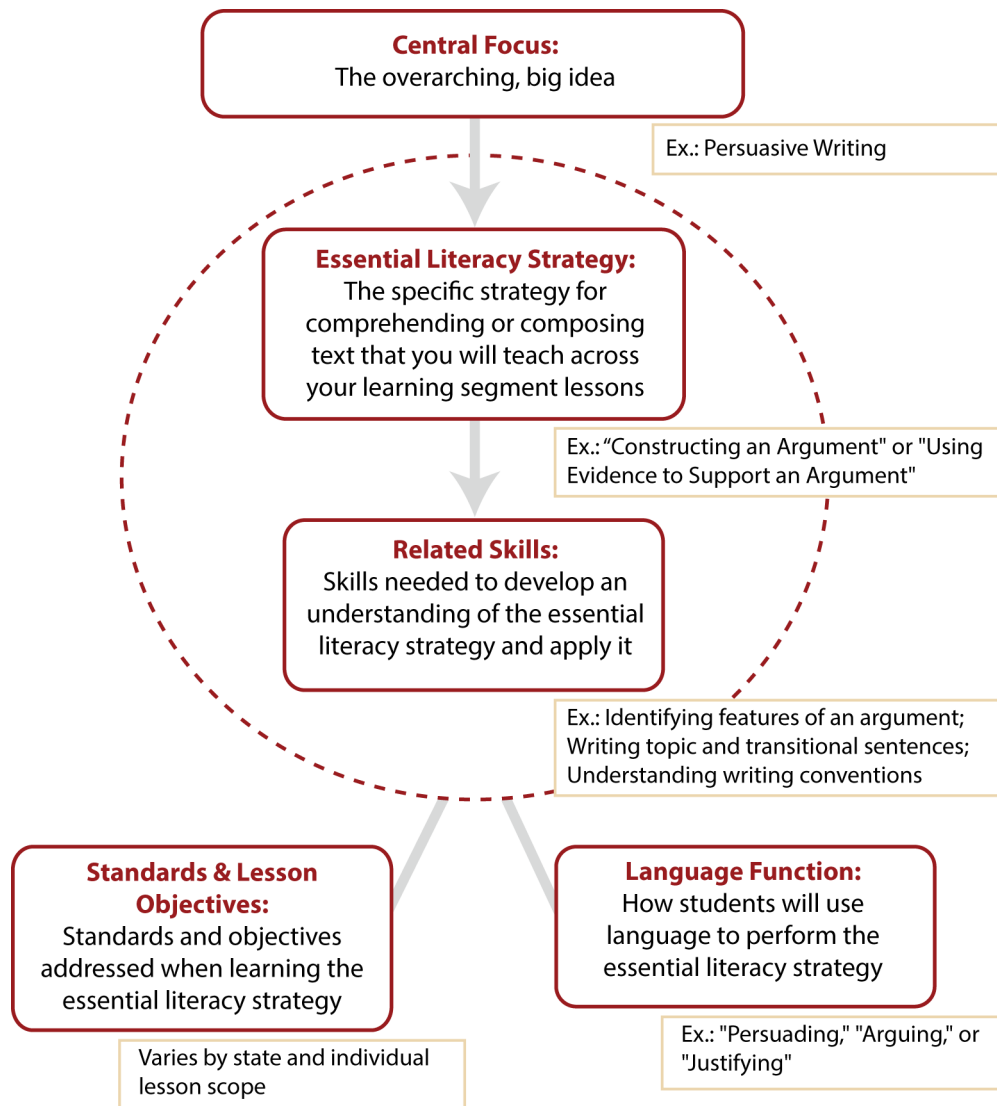 Central Focus:
The overarching, big idea
Ex.: Persuasive Writing
Essential Literacy Strategy:
The specific strategy for
comprehending or composing
text that you will teach across
your learning segment lessons
Ex.: “Constructing an Argument" or "Using
Evidence to Support an Argument"
Related Skills:
Skills needed to develop an
understanding of the essential
literacy strategy and apply it
Ex.: Identifying features of an argument;
Writing topic and transitional sentences;
Understanding writing conventions
Standards & Lesson
Objectives:
Standards and objectives
addressed when learning the
essential literacy strategy
Varies by state and individual
lesson scope
Language Function:
How students will use
language to perform the
essential literacy strategy
Ex.: "Persuading," "Arguing," or
"Justifying"